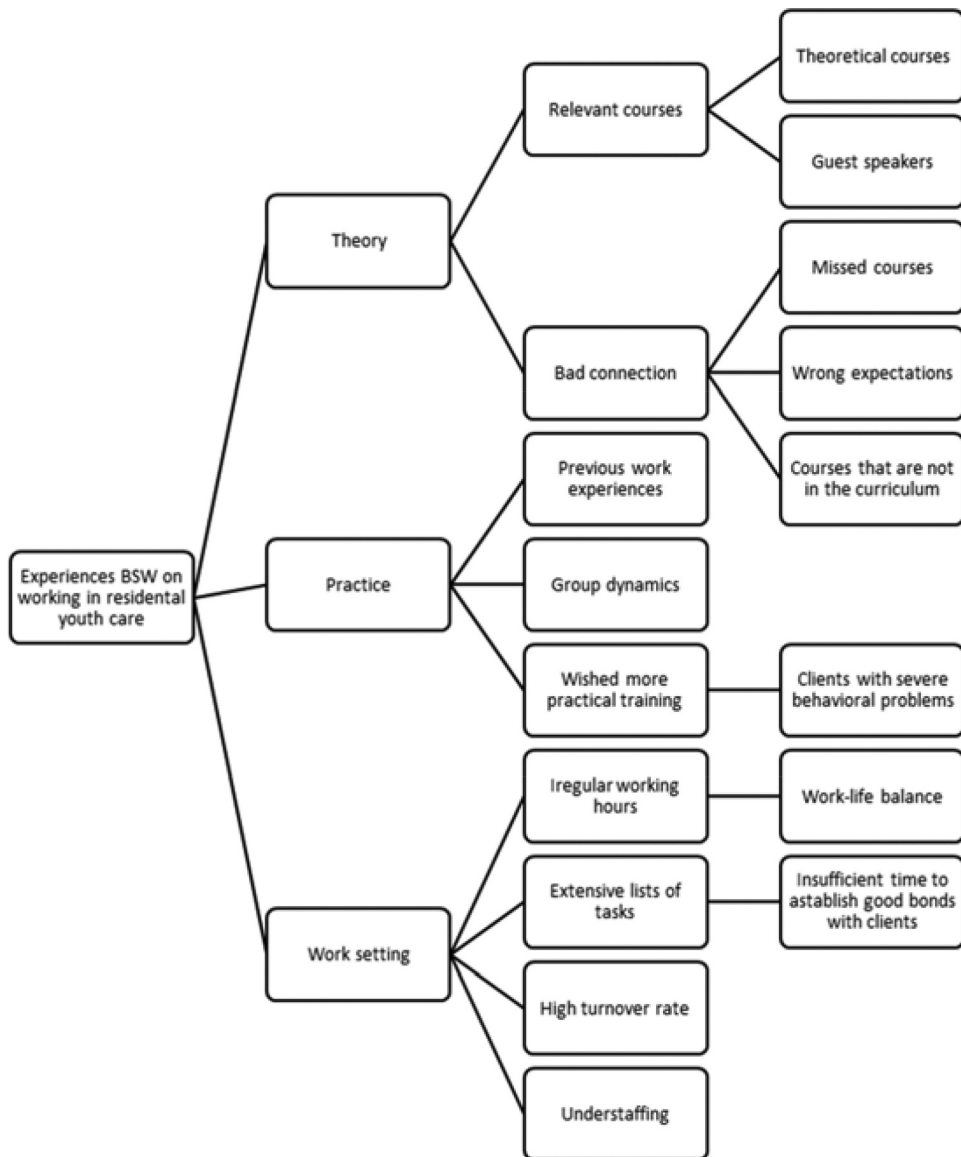 Experiences BSW on
working in residental
youth care
Theory
Relevant courses
Theoretical courses
Guest speakers
Bad connection
Missed courses
Wrong expectations
Courses that are not
in the curriculum
Practice
Previous work
experiences
Group dynamics
Wished more
practical training
Clients with severe
behavioral problems
Work setting
Irregular working
hours
Work-life balance
Extensive lists of
tasks
Insufficient time to
astablish good bonds
with clients
High turnover rate
Understaffing